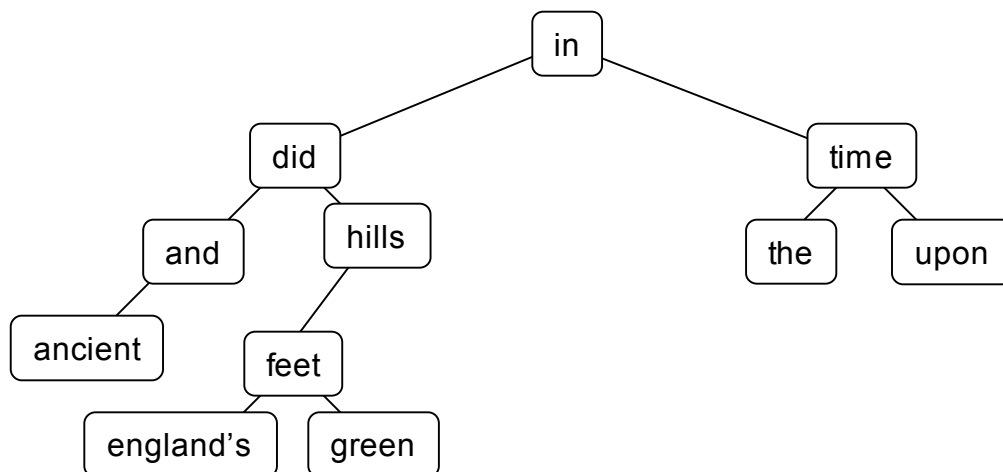 in
did
time
and
hills
the
upon
ancient
feet
england’s
green